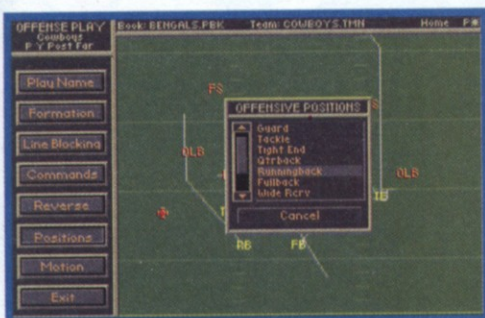 OFFENSE PLAY
Cowboys
P Y Post Far
Book: BENGALS.PBK Team: COWBOYS.TMN Home
Play Name
Formation
Line Blocking
Commands
Reverse
Positions
Motion
Exit
FS
OLB
OLB
TE
RB
FB
OFFENSIVE POSITIONS
Guard
Tackle
Tight End
Qtrback
Runningback
Fullback
Wide Rcrv
Cancel